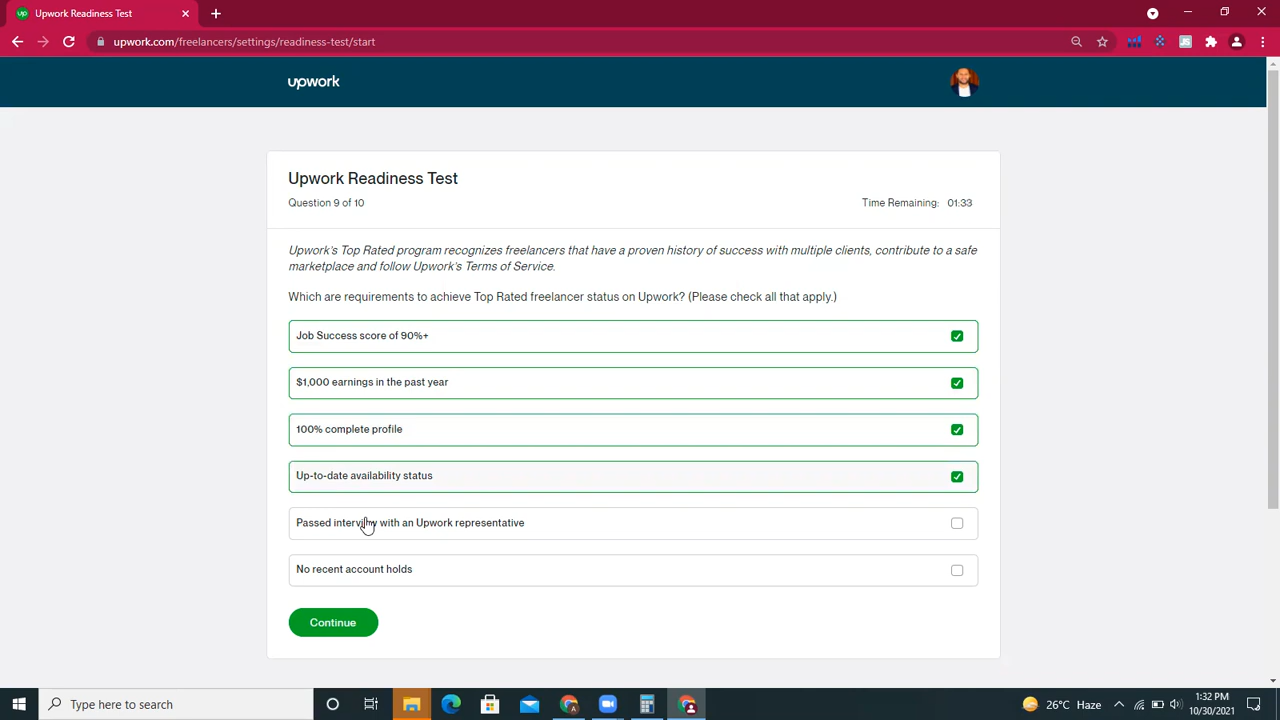 Upwork Readiness Test
upwork.com/freelancers/settings/readiness-test/start
upwork
Upwork Readiness Test
Question 9 of 10
Time Remaining: 01:33
Upwork's Top Rated program recognizes freelancers that have a proven history of success with multiple clients, contribute to a safe
marketplace and follow Upwork's Terms of Service.
Which are requirements to achieve Top Rated freelancer status on Upwork? (Please check all that apply.)
Job Success score of 90%+
$1,000 earnings in the past year
100% complete profile
Up-to-date availability status
Passed interview with an Upwork representative
No recent account holds
Continue
Type here to search
26°C Haze
1:32 PM
10/30/2021